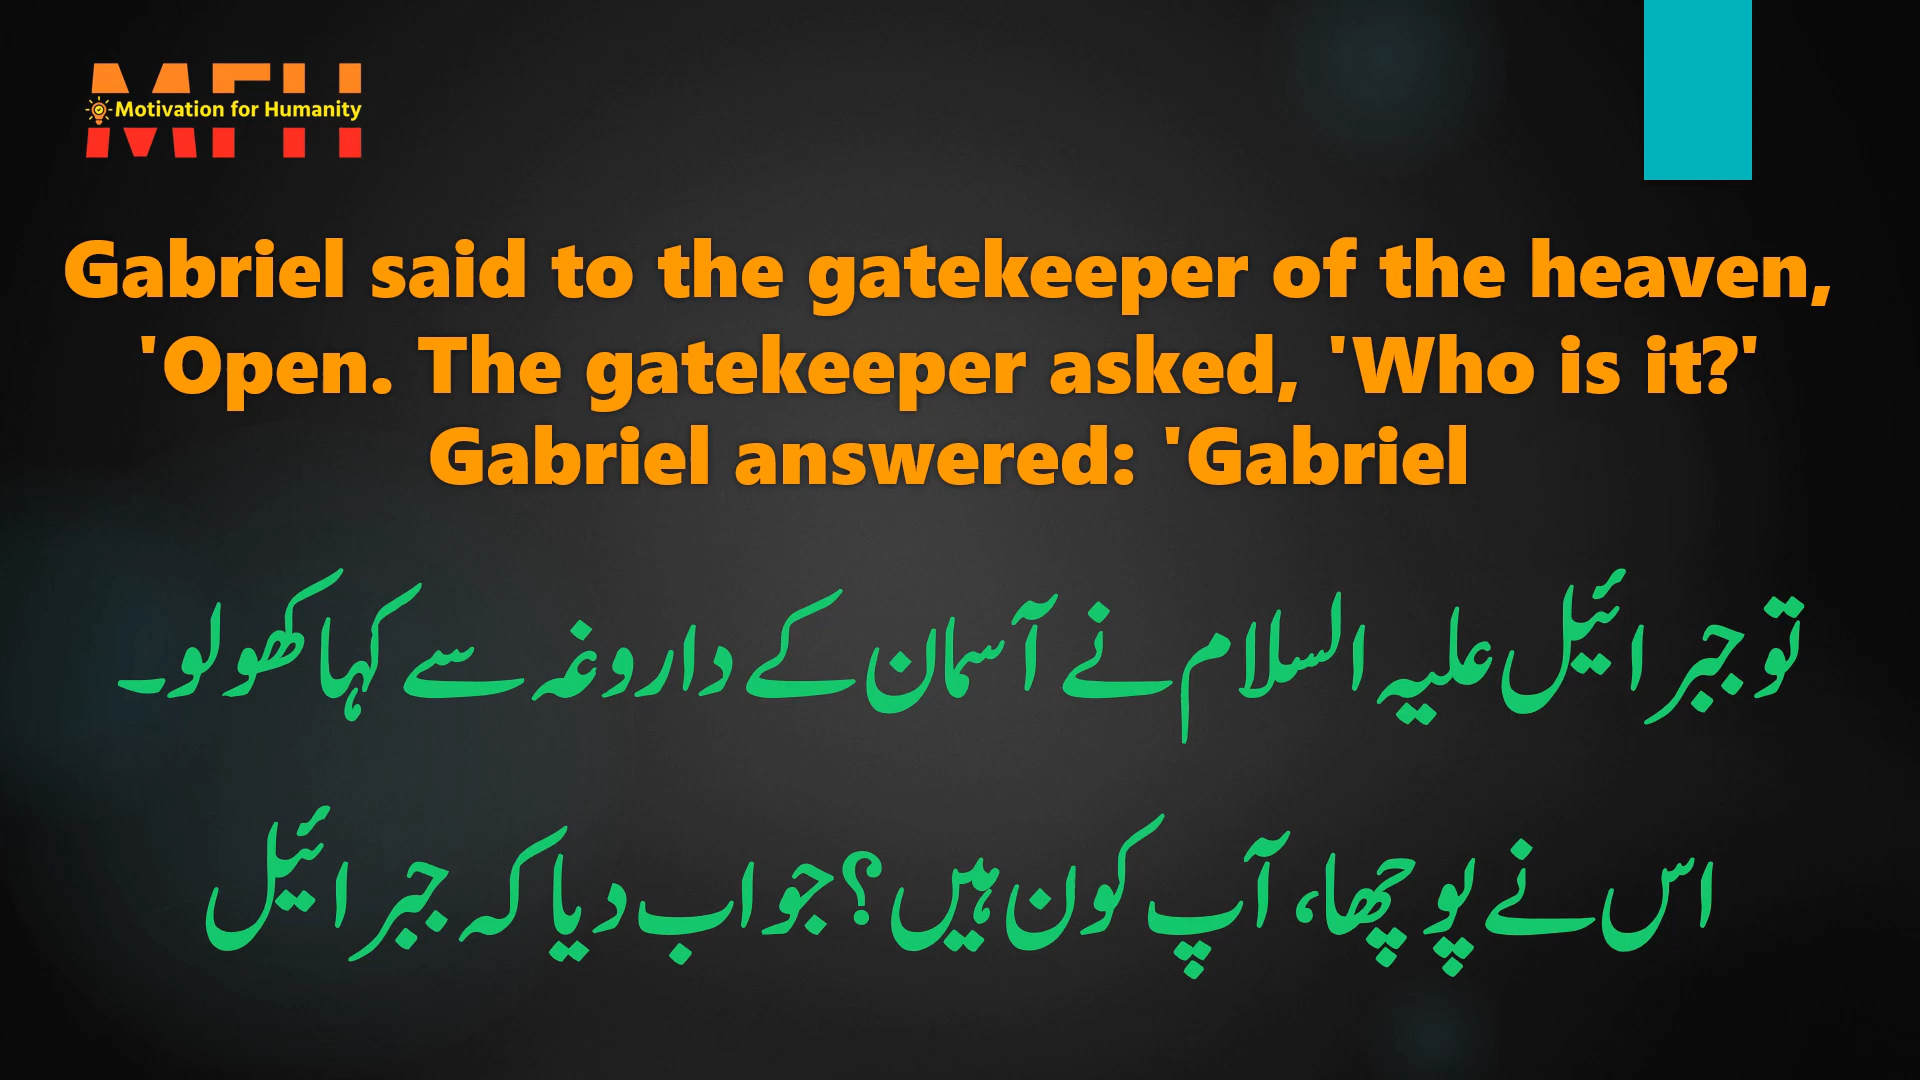 MFH
Motivation for Humanity
Gabriel said to the gatekeeper of the heaven,
'Open. The gatekeeper asked, 'Who is it?'
Gabriel answered: 'Gabriel
تو جبرائیل علیہ السلام نے آسمان کے داروغہ سے کہا کھولو۔
اس نے پوچھا، آپ کون ہیں؟ جواب دیا کہ جبرائیل